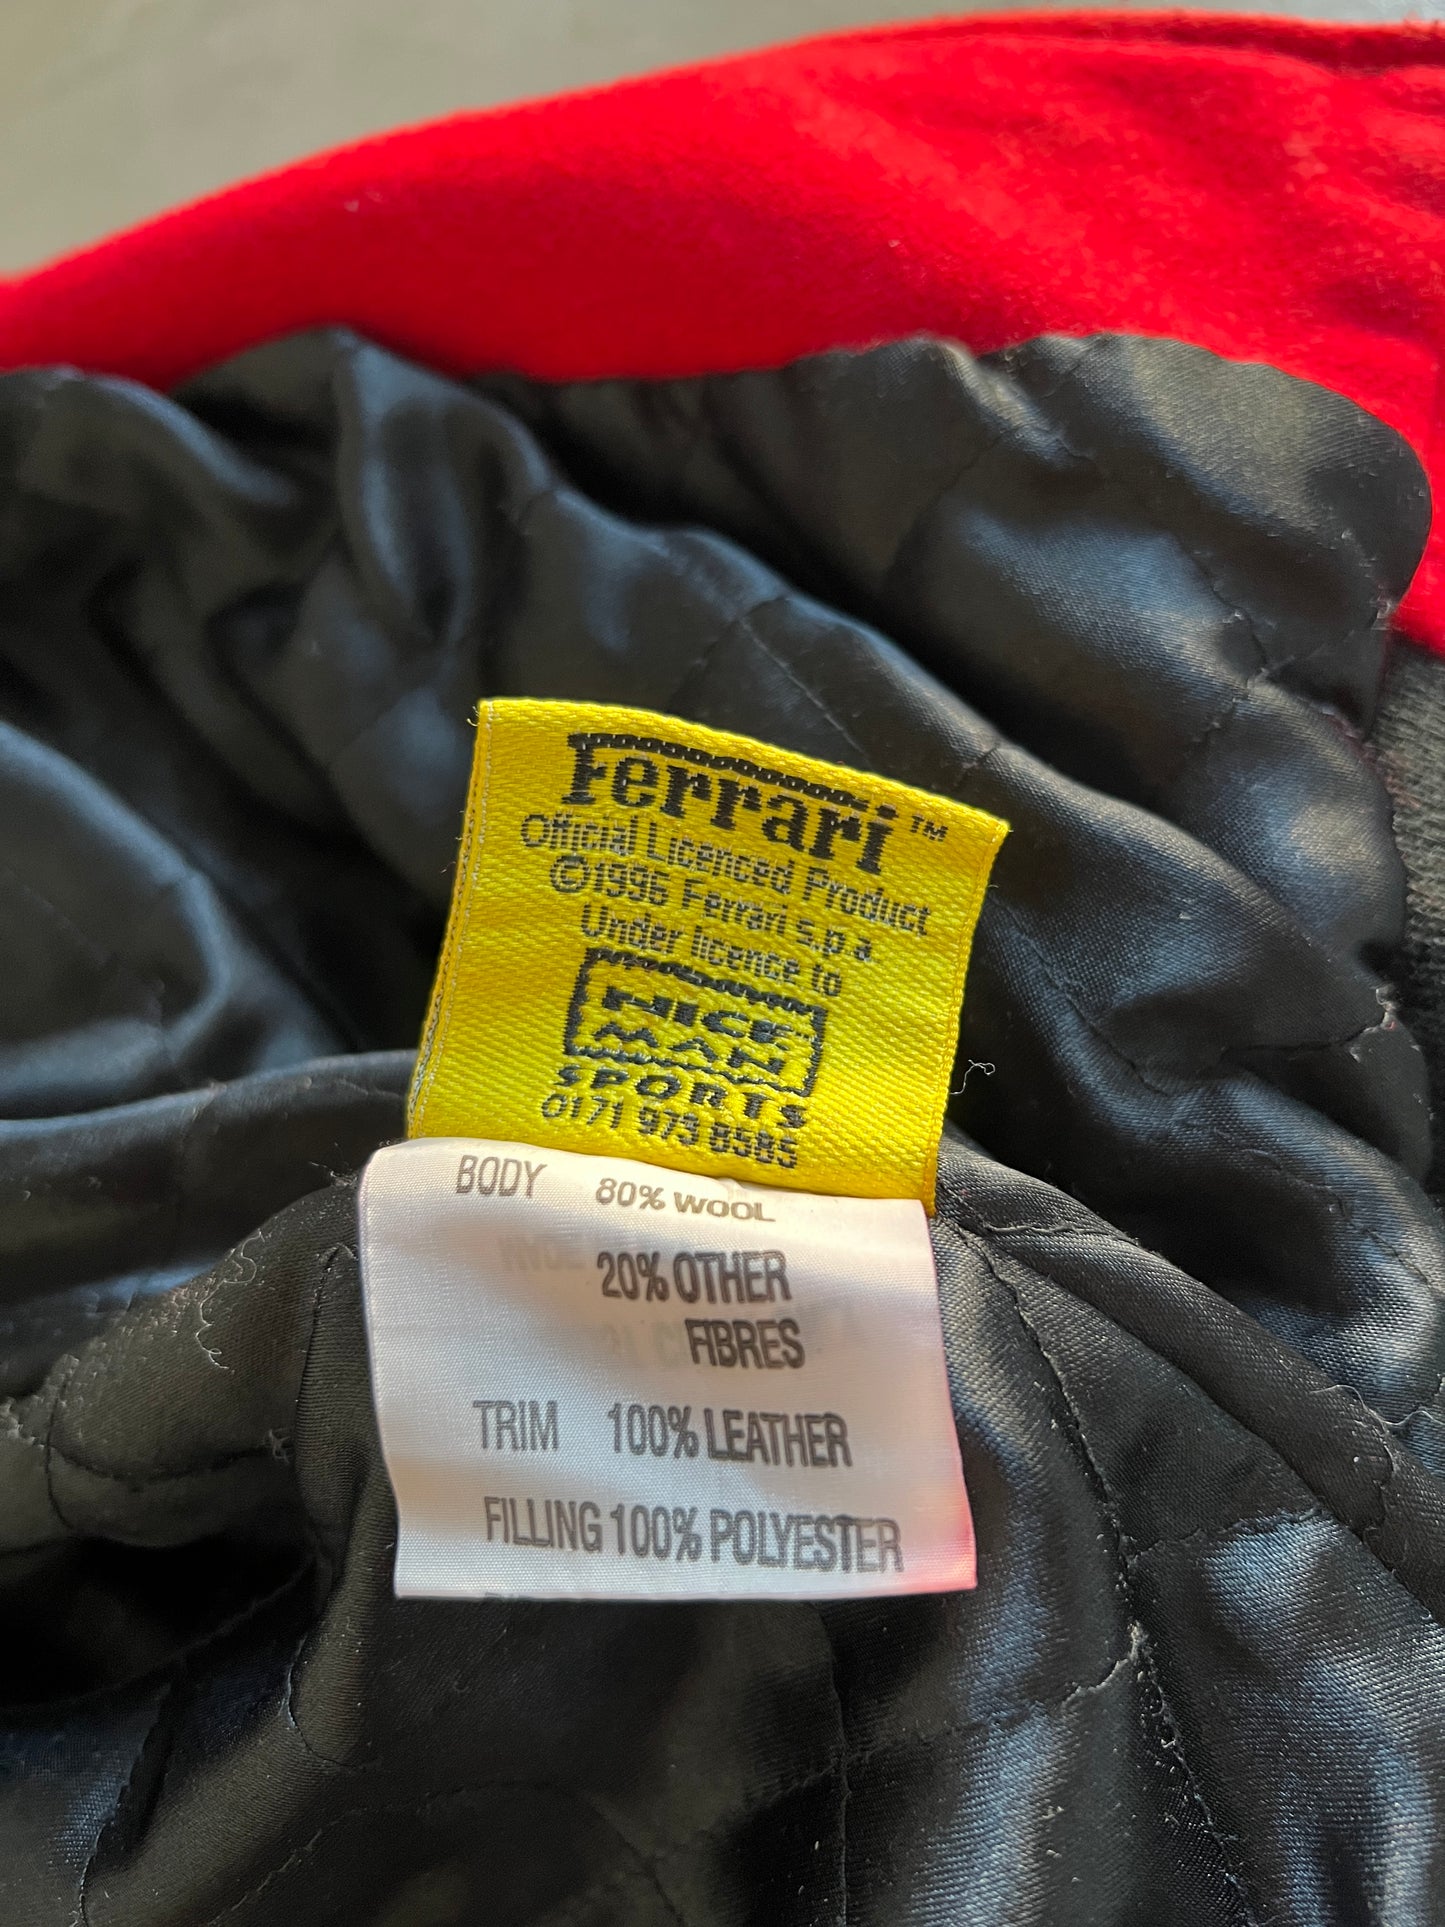 Ferrari™
Official Licenced Product
©1996 Ferrari s.p.a
Under licence to
NICE
MAN
SPORTS
0171 973 8585
BODY 80% WOOL
20% OTHER
FIBRES
TRIM 100% LEATHER
FILLING 100% POLYESTER